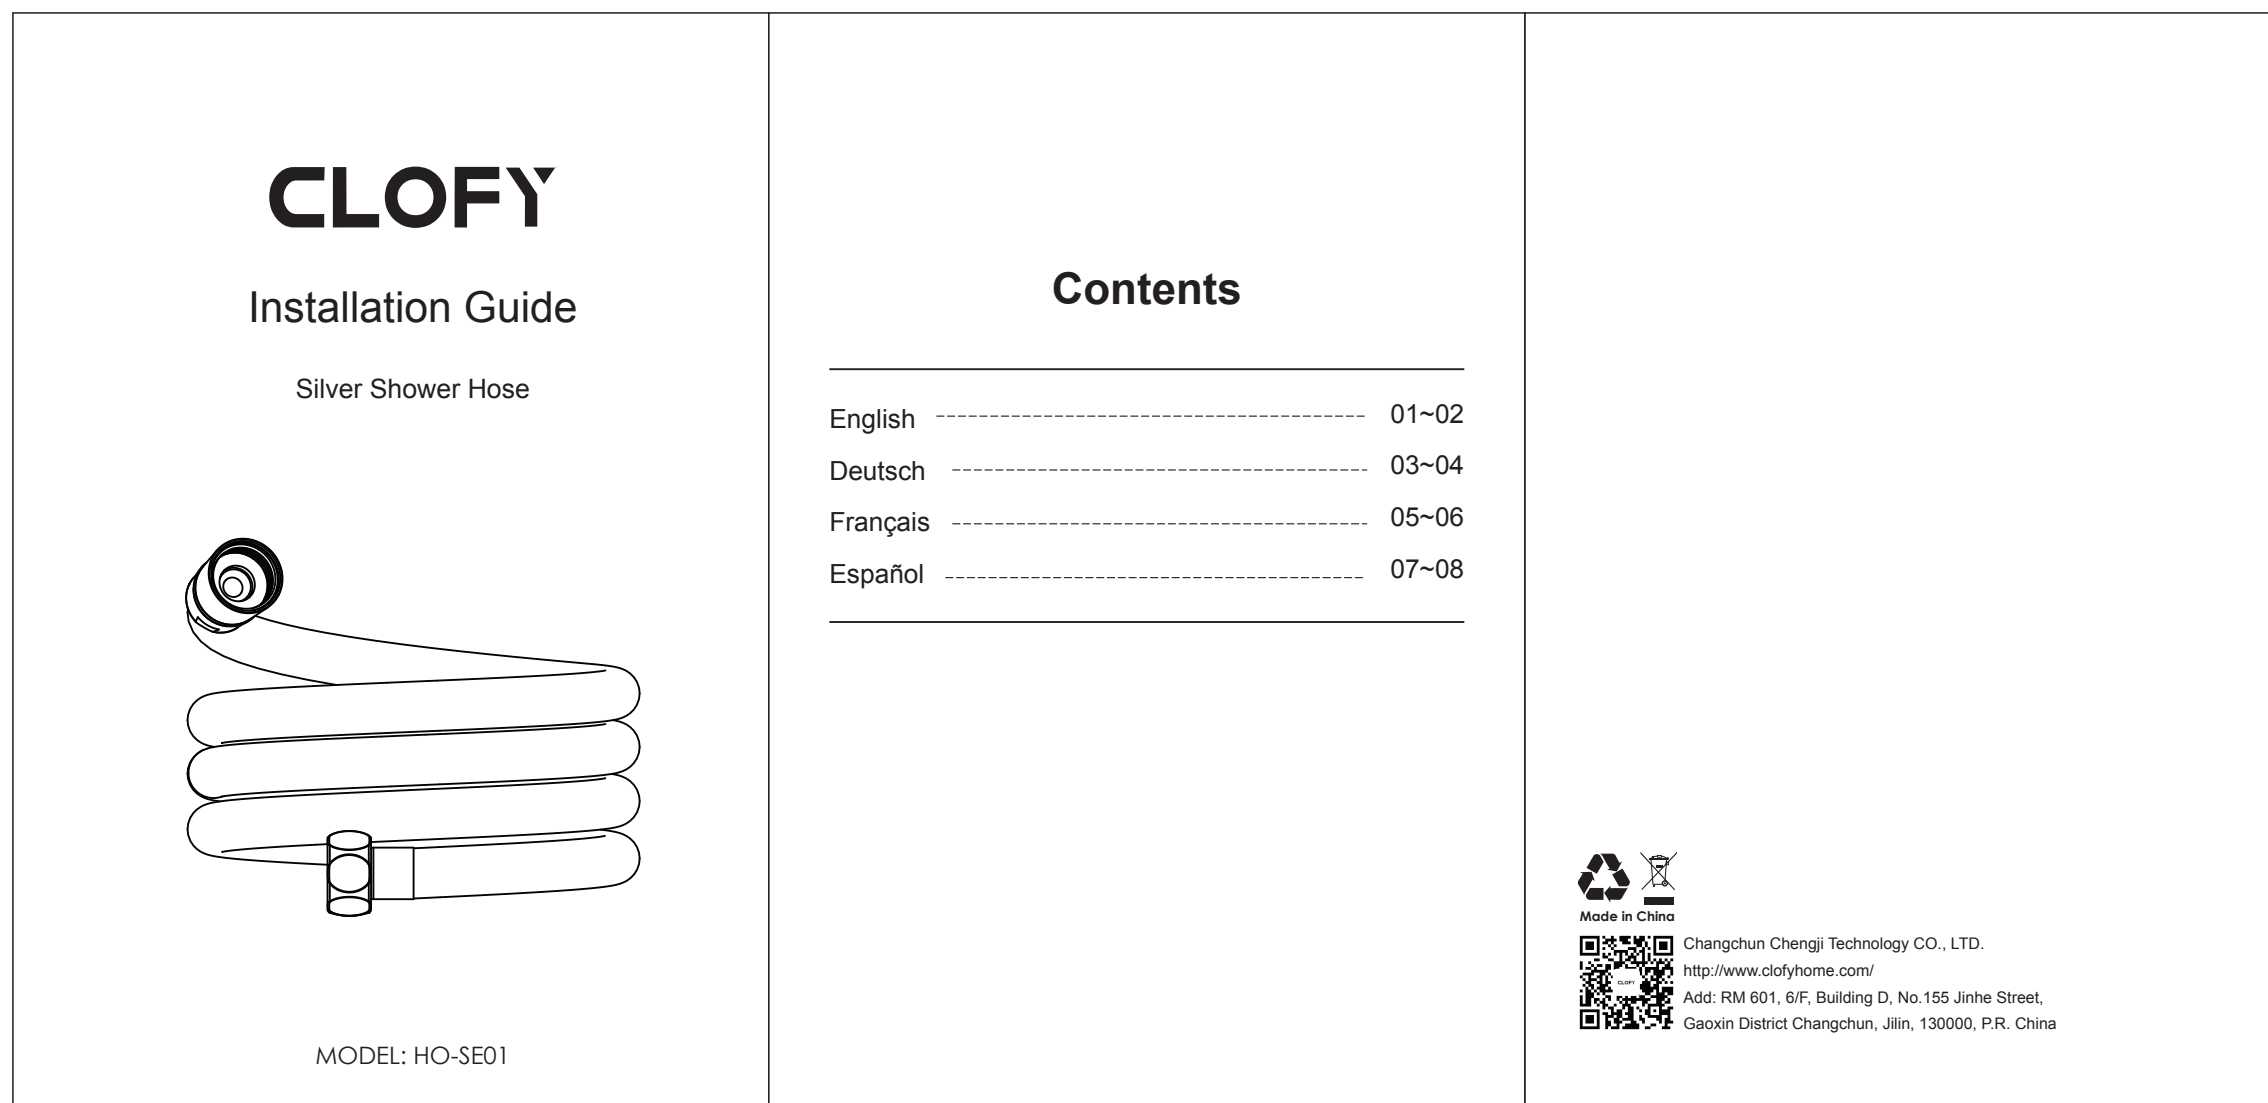 CLOFY
Installation Guide
Silver Shower Hose
MODEL: HO-SE01
Contents
English 01~02
Deutsch 03~04
Français 05~06
Español 07~08
Made in China
CLOFY
Changchun Chengji Technology CO., LTD.
http://www.clofyhome.com/
Add: RM 601, 6/F, Building D, No.155 Jinhe Street,
Gaoxin District Changchun, Jilin, 130000, P.R. China